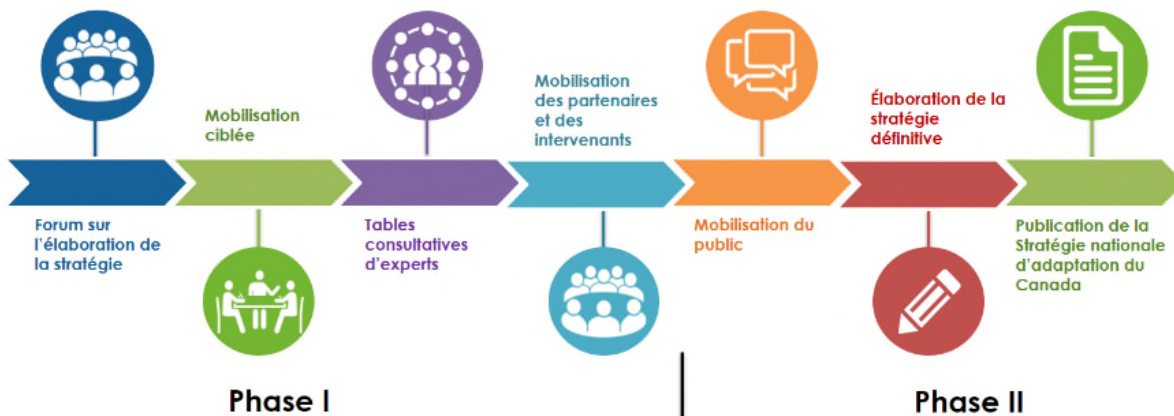 Forum sur
l'élaboration de
la stratégie
Mobilisation
ciblée
Tables
consultatives
d'experts
Mobilisation
des partenaires
et des
intervenants
Mobilisation du
public
Élaboration de la
stratégie
définitive
Publication de la
Stratégie nationale
d'adaptation du
Canada
Phase I
Phase II